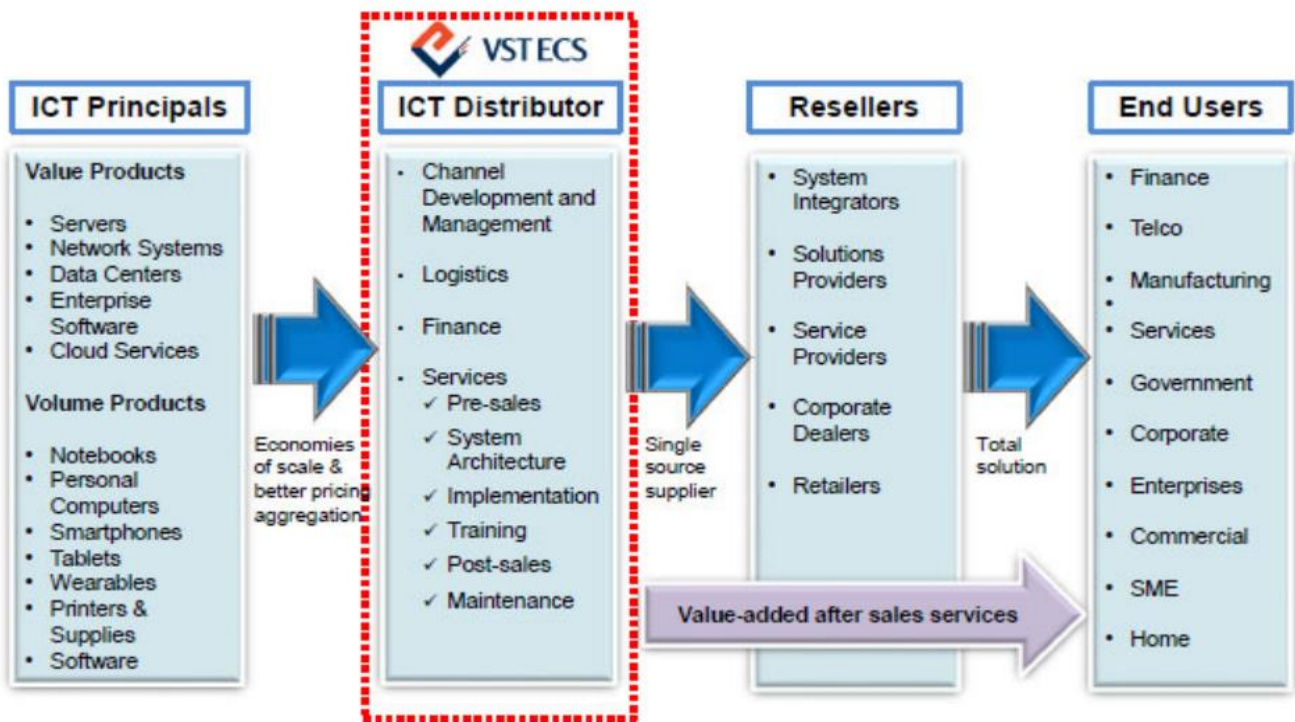 VSTECS
ICT Principals
Value Products
• Servers
• Network Systems
• Data Centers
• Enterprise
Software
• Cloud Services
Volume Products
• Notebooks
• Personal
Computers
• Smartphones
• Tablets
• Wearables
• Printers &
Supplies
• Software
Economies
of scale &
better pricing
aggregation
ICT Distributor
• Channel
Development and
Management
• Logistics
• Finance
• Services
✓ Pre-sales
✓ System
Architecture
✓ Implementation
✓ Training
✓ Post-sales
✓ Maintenance
Single
source
supplier
Resellers
• System
Integrators
• Solutions
Providers
• Service
Providers
• Corporate
Dealers
• Retailers
Total
solution
End Users
• Finance
• Telco
• Manufacturing
•
• Services
• Government
• Corporate
• Enterprises
• Commercial
• SME
• Home
Value-added after sales services